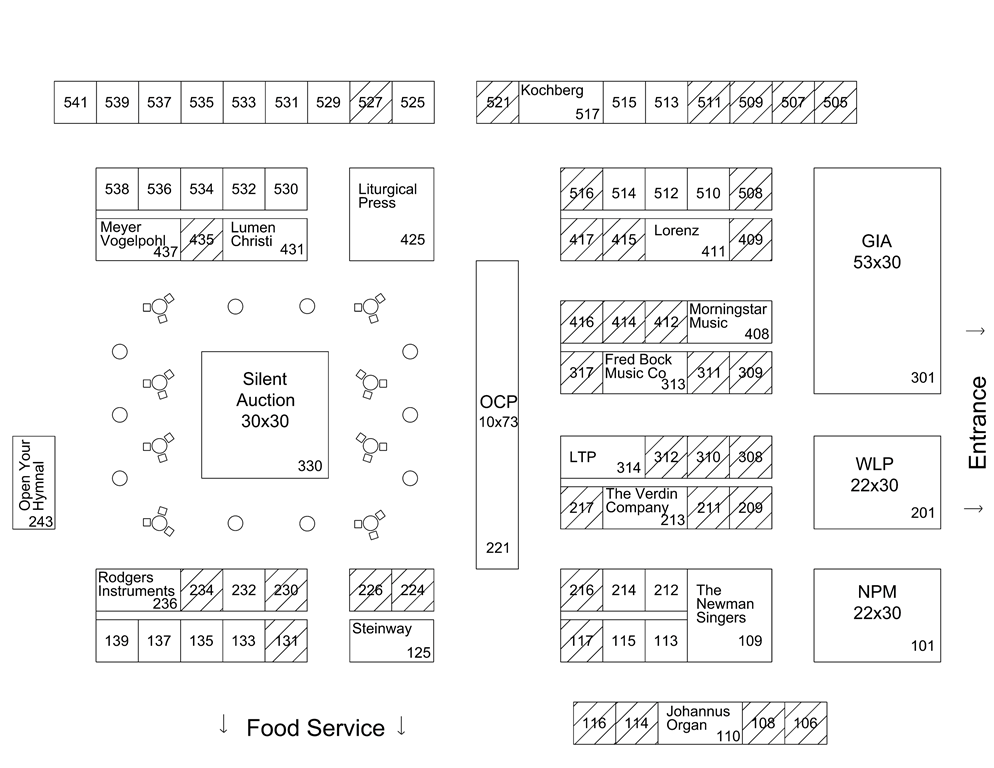 541 539 537 535 533 531 529 527 525
521 Kochberg 517 515 513 511 509 507 505
538 536 534 532 530
Meyer
Vogelpohl
437
435
Lumen
Christi
431
Liturgical
Press
425
516 514 512 510 508
417 415 Lorenz 411 409
GIA
53x30
301
416 414 412
Morningstar
Music
408
317
Fred Bock
Music Co
313
311 309
Silent
Auction
30x30
330
OCP
10x73
221
Entrance
Open Your
Hymnal
243
LTP 314 312 310 308
217
The Verdin
Company
213
211 209
WLP
22x30
201
Rodgers
Instruments
236
234 232 230
226 224
139 137 135 133 131
Steinway
125
216 214 212
117 115 113
The
Newman
Singers
109
NPM
22x30
101
Food Service
116 114
Johannus
Organ
110
108 106